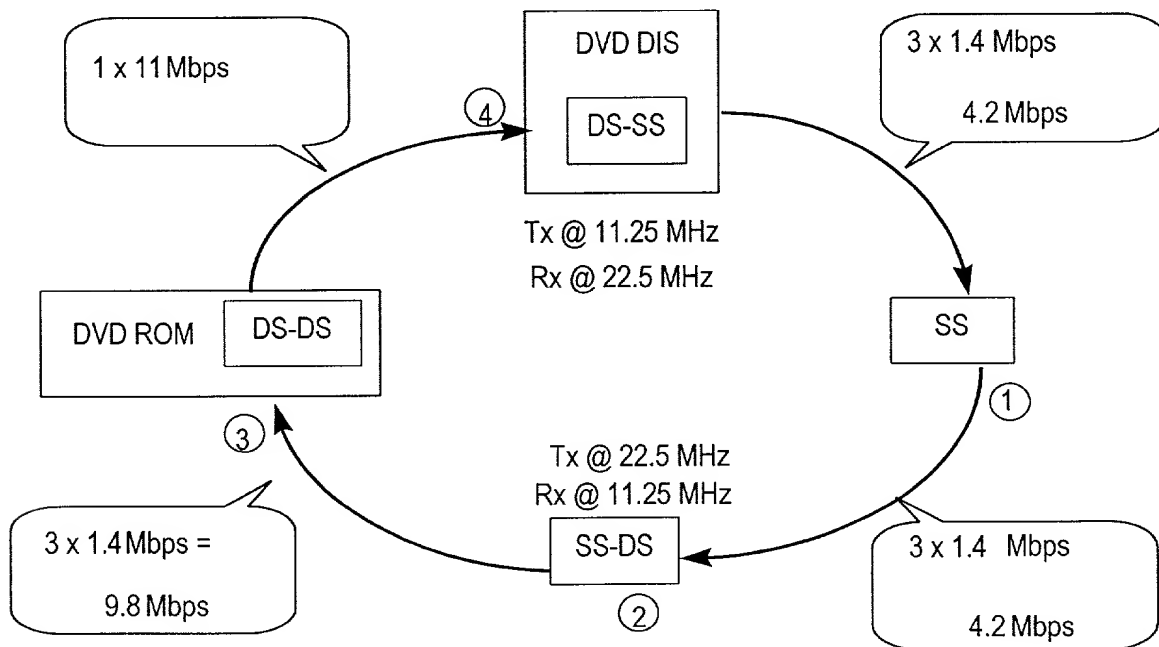 1 x 11 Mbps
DVD DIS
DS-SS
3 x 1.4 Mbps
4.2 Mbps
4
Tx @ 11.25 MHz
Rx @ 22.5 MHz
DVD ROM
DS-DS
SS
1
3
Tx @ 22.5 MHz
Rx @ 11.25 MHz
3 x 1.4 Mbps =
9.8 Mbps
SS-DS
2
3 x 1.4 Mbps
4.2 Mbps